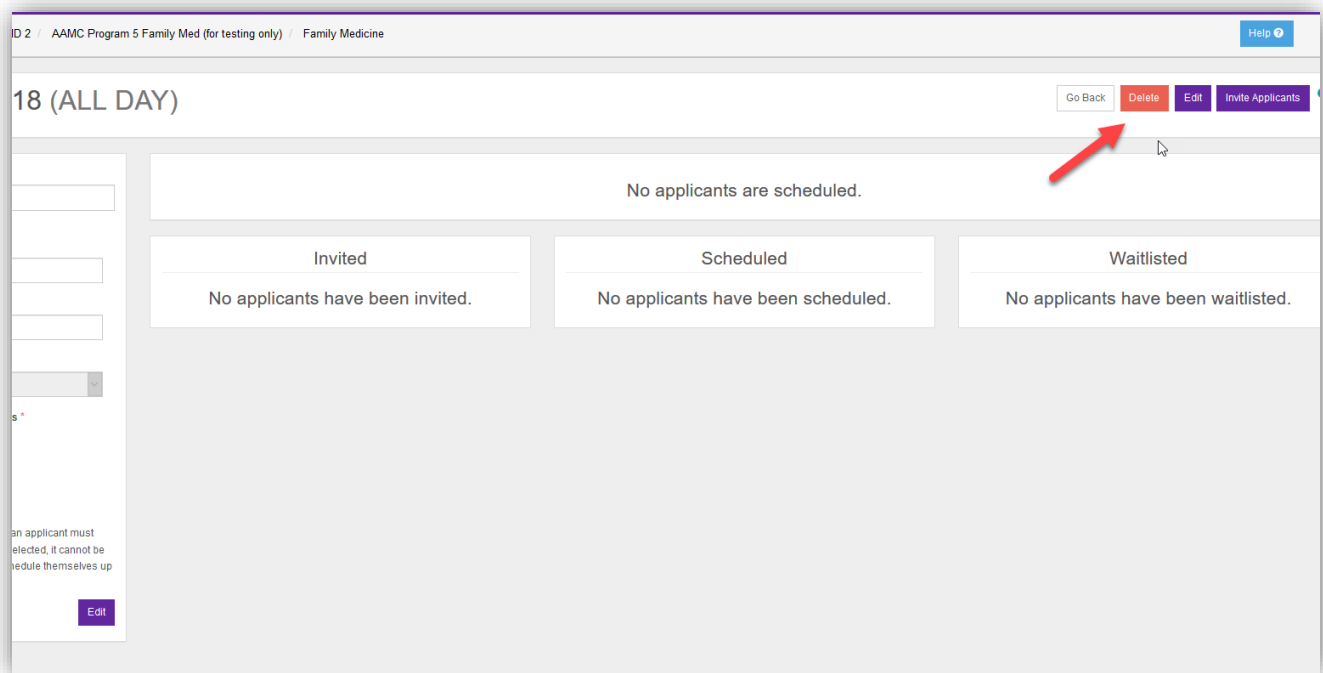 ID 2 / AAMC Program 5 Family Med (for testing only) / Family Medicine
Help ?
18 (ALL DAY)
Go Back Delete Edit Invite Applicants
No applicants are scheduled.
Invited
No applicants have been invited.
Scheduled
No applicants have been scheduled.
Waitlisted
No applicants have been waitlisted.
s *
an applicant must
elected, it cannot be
hedule themselves up
Edit